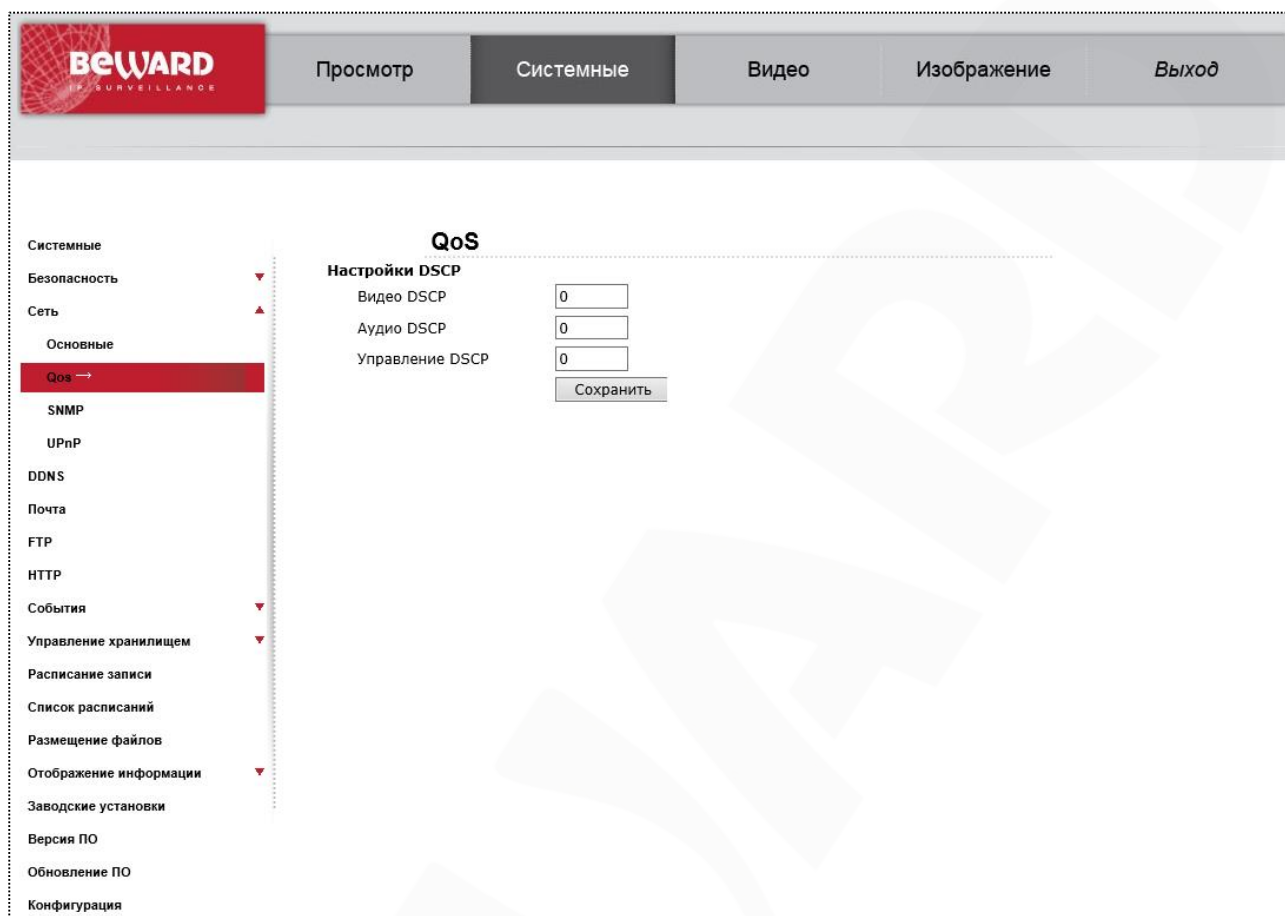 BEWARD
IP SURVEILLANCE
Просмотр
Системные
Видео
Изображение
Выход
Системные
Безопасность
Сеть
Основные
Qos →
SNMP
UPnP
DDNS
Почта
FTP
HTTP
События
Управление хранилищем
Расписание записи
Список расписаний
Размещение файлов
Отображение информации
Заводские установки
Версия ПО
Обновление ПО
Конфигурация
QoS
Настройки DSCP
Видео DSCP 0
Аудио DSCP 0
Управление DSCP 0
Сохранить